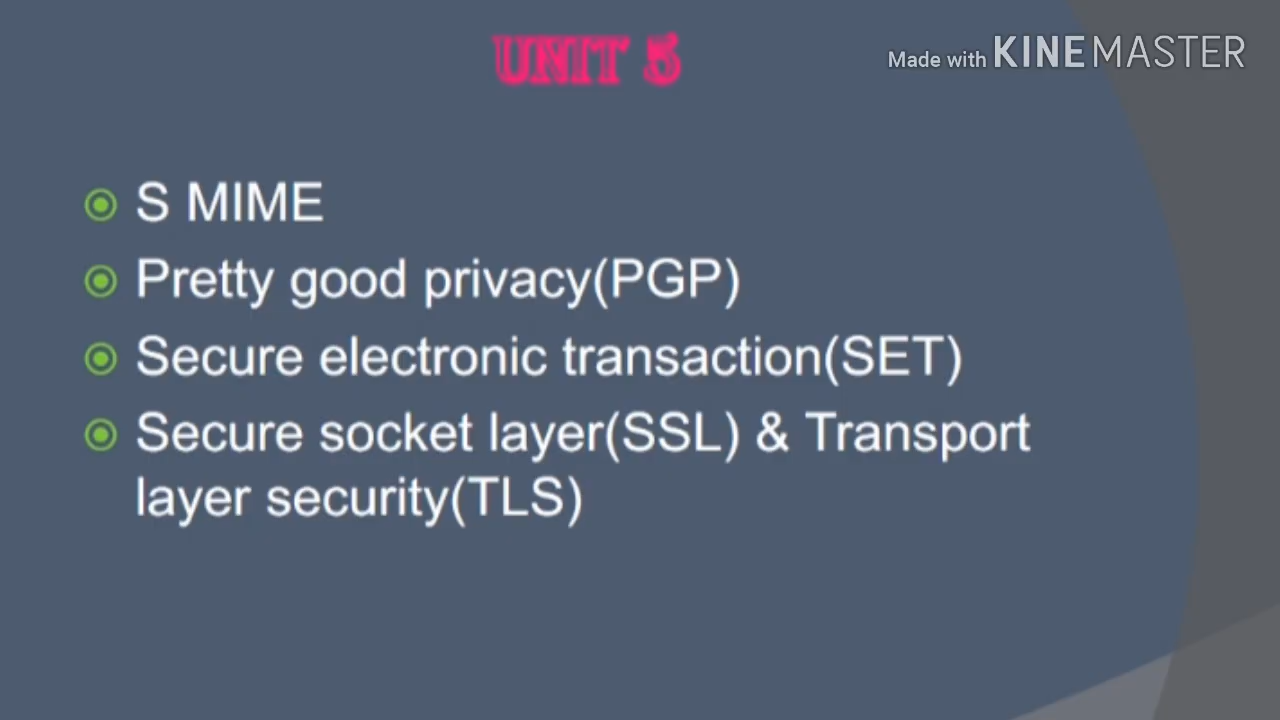 UNIT 5
Made with KINEMASTER
S MIME
Pretty good privacy(PGP)
Secure electronic transaction(SET)
Secure socket layer(SSL) & Transport
layer security(TLS)